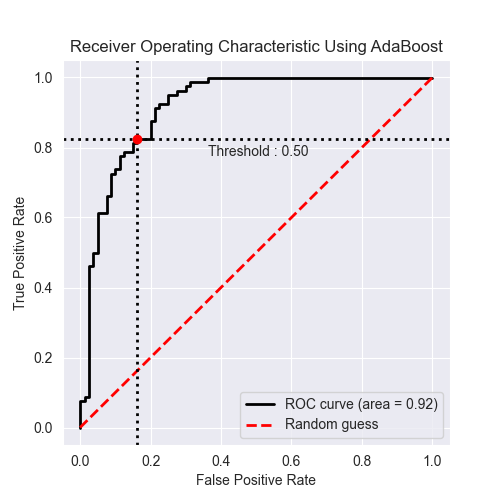 Receiver Operating Characteristic Using AdaBoost
1.0
0.8
0.6
0.4
0.2
0.0
True Positive Rate
Threshold : 0.50
ROC curve (area = 0.92)
Random guess
0.0 0.2 0.4 0.6 0.8 1.0
False Positive Rate